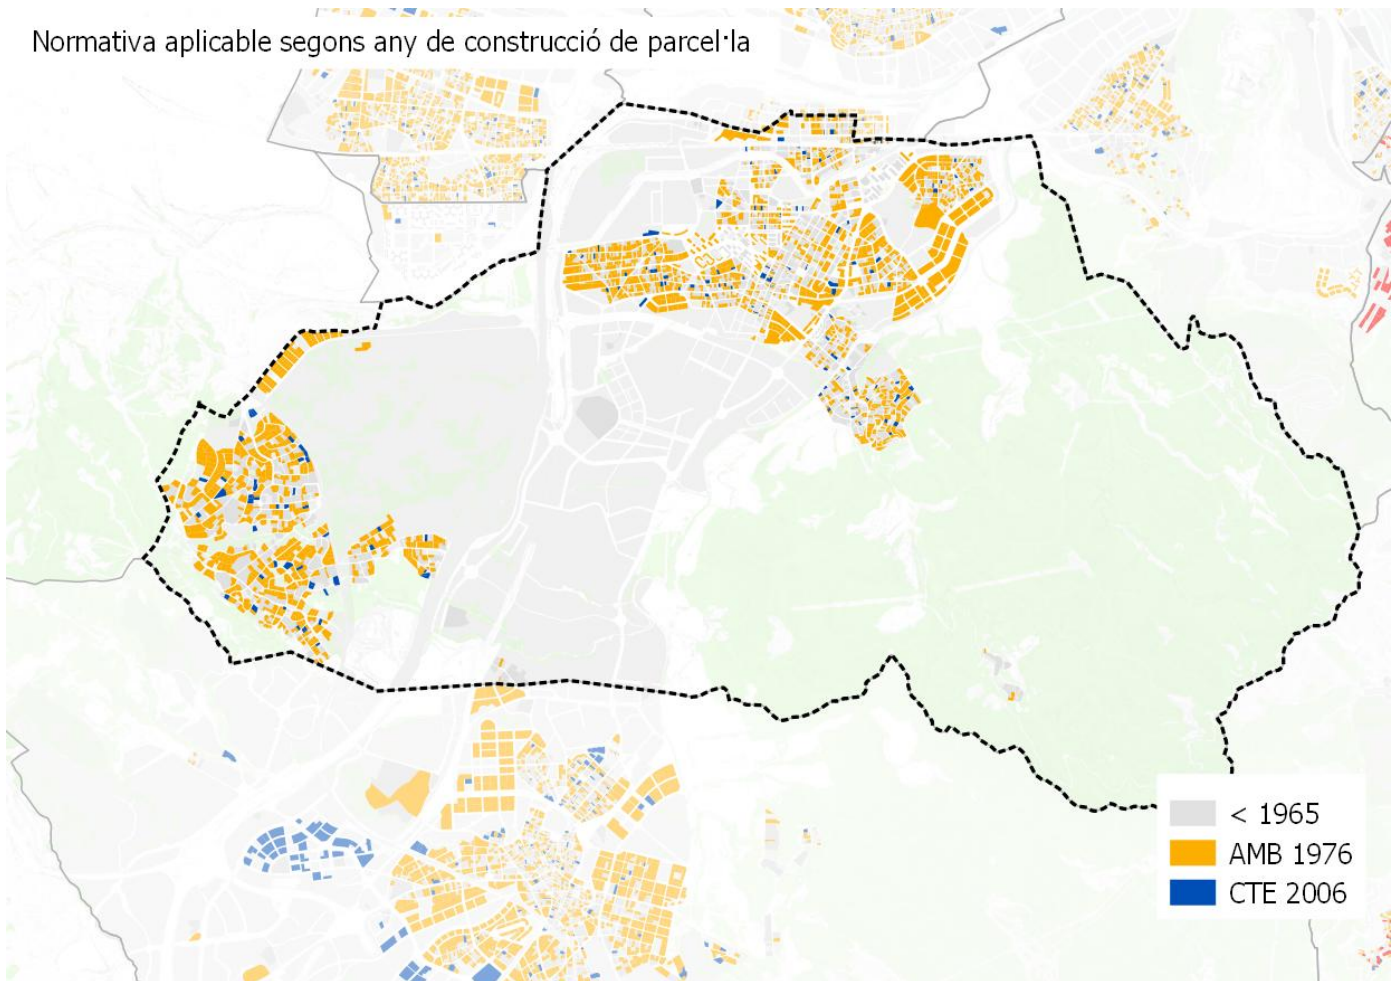 Normativa aplicable segons any de construcció de parcel·la
< 1965
AMB 1976
CTE 2006